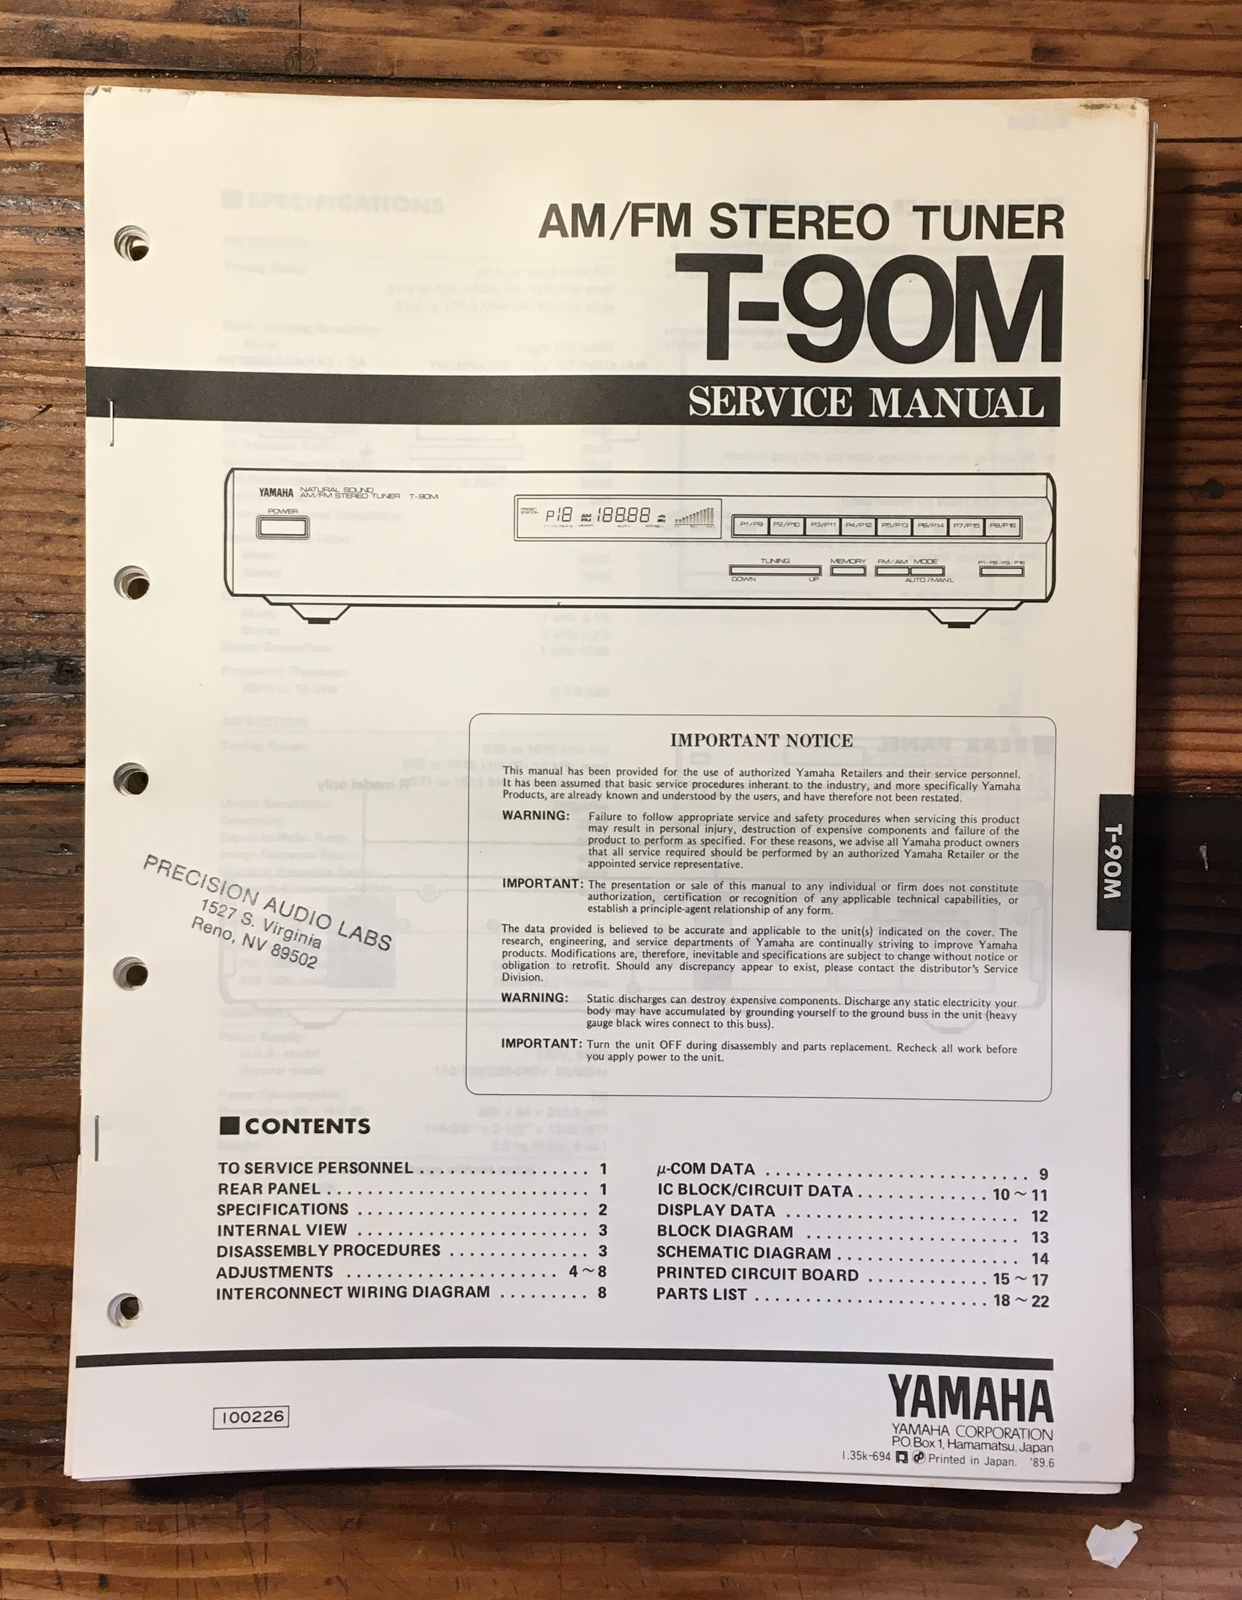 AM/FM STEREO TUNER
T-90M
SERVICE MANUAL
YAMAHA NATURAL SOUND
AM/FM STEREO TUNER T-90M
POWER
PRESET
STATION
P18 AM FM 188.88
P1/P9 P2/P10 P3/P11 P4/P12 P5/P13 P6/P14 P7/P15 P8/P16
TUNING MEMORY FM/AM MODE P1-P8/P9-P16
DOWN UP AUTO/MAN'L
IMPORTANT NOTICE
This manual has been provided for the use of authorized Yamaha Retailers and their service personnel.
It has been assumed that basic service procedures inherant to the industry, and more specifically Yamaha
Products, are already known and understood by the users, and have therefore not been restated.
WARNING: Failure to follow appropriate service and safety procedures when servicing this product
may result in personal injury, destruction of expensive components and failure of the
product to perform as specified. For these reasons, we advise all Yamaha product owners
that all service required should be performed by an authorized Yamaha Retailer or the
appointed service representative.
IMPORTANT: The presentation or sale of this manual to any individual or firm does not constitute
authorization, certification or recognition of any applicable technical capabilities, or
establish a principle-agent relationship of any form.
The data provided is believed to be accurate and applicable to the unit(s) indicated on the cover. The
research, engineering, and service departments of Yamaha are continually striving to improve Yamaha
products. Modifications are, therefore, inevitable and specifications are subject to change without notice or
obligation to retrofit. Should any discrepancy appear to exist, please contact the distributor's Service
Division.
WARNING: Static discharges can destroy expensive components. Discharge any static electricity your
body may have accumulated by grounding yourself to the ground buss in the unit (heavy
gauge black wires connect to this buss).
IMPORTANT: Turn the unit OFF during disassembly and parts replacement. Recheck all work before
you apply power to the unit.
T-90M
PRECISION AUDIO LABS
1527 S. Virginia
Reno, NV 89502
■ CONTENTS
TO SERVICE PERSONNEL ................ 1
REAR PANEL .......................... 1
SPECIFICATIONS ...................... 2
INTERNAL VIEW ....................... 3
DISASSEMBLY PROCEDURES .............. 3
ADJUSTMENTS ..................... 4～8
INTERCONNECT WIRING DIAGRAM ......... 8
μ-COM DATA .......................... 9
IC BLOCK/CIRCUIT DATA ............. 10～11
DISPLAY DATA ....................... 12
BLOCK DIAGRAM ...................... 13
SCHEMATIC DIAGRAM .................. 14
PRINTED CIRCUIT BOARD ............ 15～17
PARTS LIST ....................... 18～22
100226
YAMAHA
YAMAHA CORPORATION
P.O.Box 1, Hamamatsu, Japan
1.35k-694 Printed in Japan. '89.6